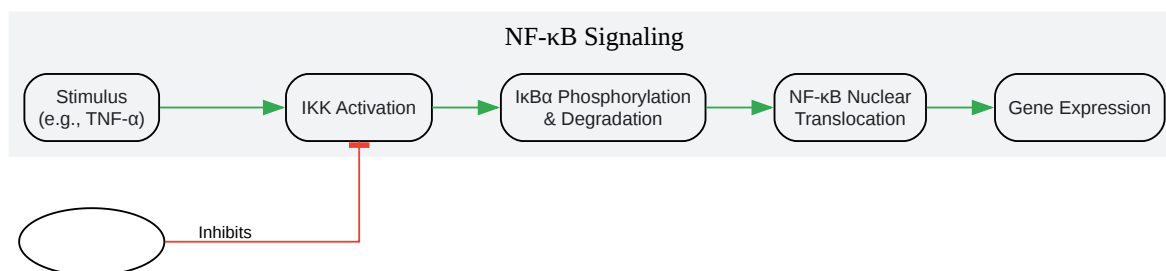 NF-κB Signaling
Stimulus
(e.g., TNF-α)
IKK Activation
IκBα Phosphorylation
& Degradation
NF-κB Nuclear
Translocation
Gene Expression
Inhibits